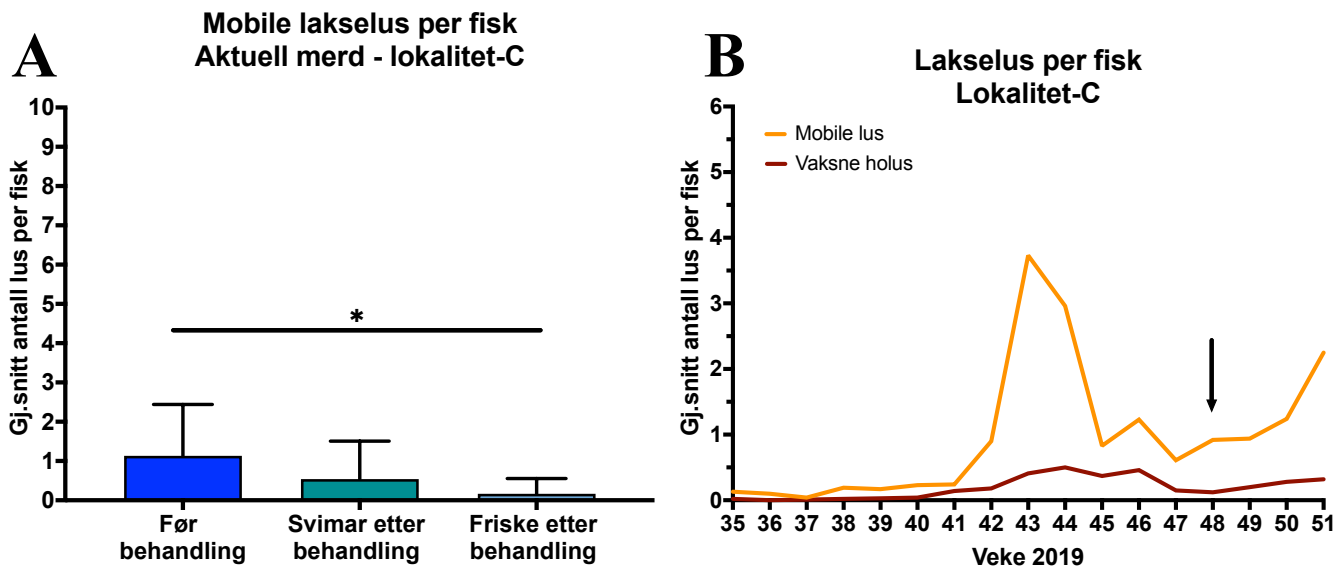 A
Mobile lakselus per fisk
Aktuell merd - lokalitet-C
Gj.snitt antall lus per fisk
10
9
8
7
6
5
4
3
2
1
0
*
Før
behandling
Svimar etter
behandling
Friske etter
behandling
B
Lakselus per fisk
Lokalitet-C
Gj.snitt antall lus per fisk
6
5
4
3
2
1
0
Mobile lus
Vaksne holus
35 36 37 38 39 40 41 42 43 44 45 46 47 48 49 50 51
Veke 2019